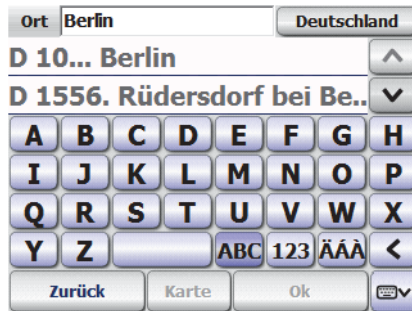 Ort Berlin Deutschland
D 10... Berlin
D 1556. Rüdersdorf bei Be..
A B C D E F G H
I J K L M N O P
Q R S T U V W X
Y Z ABC 123 ÄÁÀ <
Zurück Karte Ok